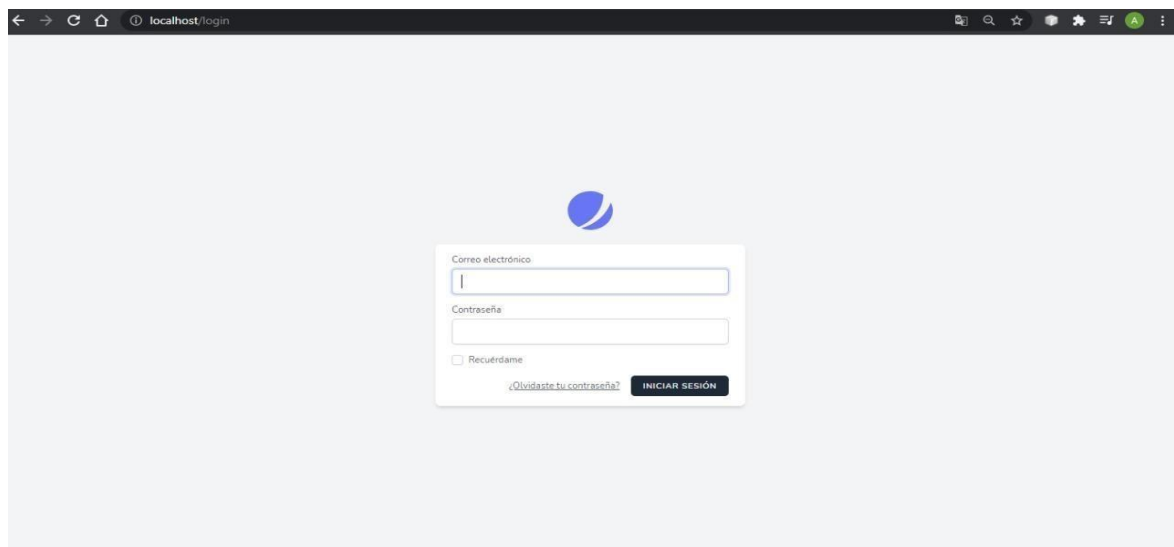 localhost/login
A
Correo electrónico
Contraseña
Recuérdame
¿Olvidaste tu contraseña? INICIAR SESIÓN